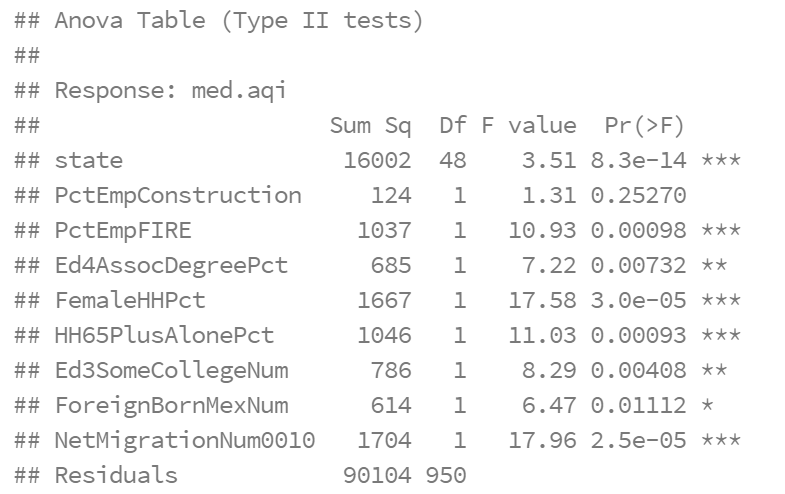 ## Anova Table (Type II tests)
##
## Response: med.aqi
##                     Sum Sq  Df F value  Pr(>F)
## state                16002  48    3.51 8.3e-14 ***
## PctEmpConstruction     124   1    1.31 0.25270
## PctEmpFIRE            1037   1   10.93 0.00098 ***
## Ed4AssocDegreePct      685   1    7.22 0.00732 **
## FemaleHHPct           1667   1   17.58 3.0e-05 ***
## HH65PlusAlonePct      1046   1   11.03 0.00093 ***
## Ed3SomeCollegeNum      786   1    8.29 0.00408 **
## ForeignBornMexNum      614   1    6.47 0.01112 *
## NetMigrationNum0010   1704   1   17.96 2.5e-05 ***
## Residuals            90104 950